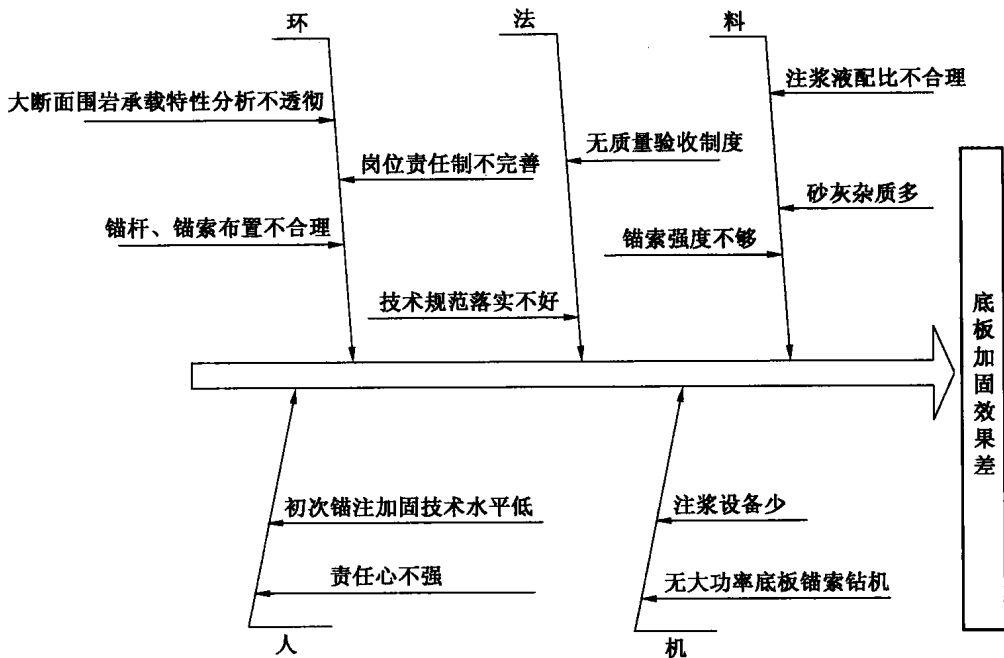 环
法
料
注浆液配比不合理
大断面围岩承载特性分析不透彻
无质量验收制度
岗位责任制不完善
砂灰杂质多
锚杆、锚索布置不合理
锚索强度不够
技术规范落实不好
底板加固效果差
初次锚注加固技术水平低
注浆设备少
责任心不强
无大功率底板锚索钻机
人
机